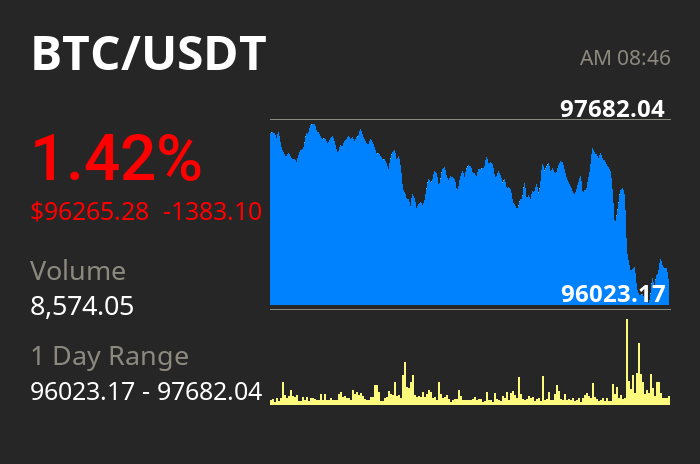 BTC/USDT
AM 08:46
97682.04
1.42%
$96265.28 -1383.10
Volume
8,574.05
96023.17
1 Day Range
96023.17 - 97682.04